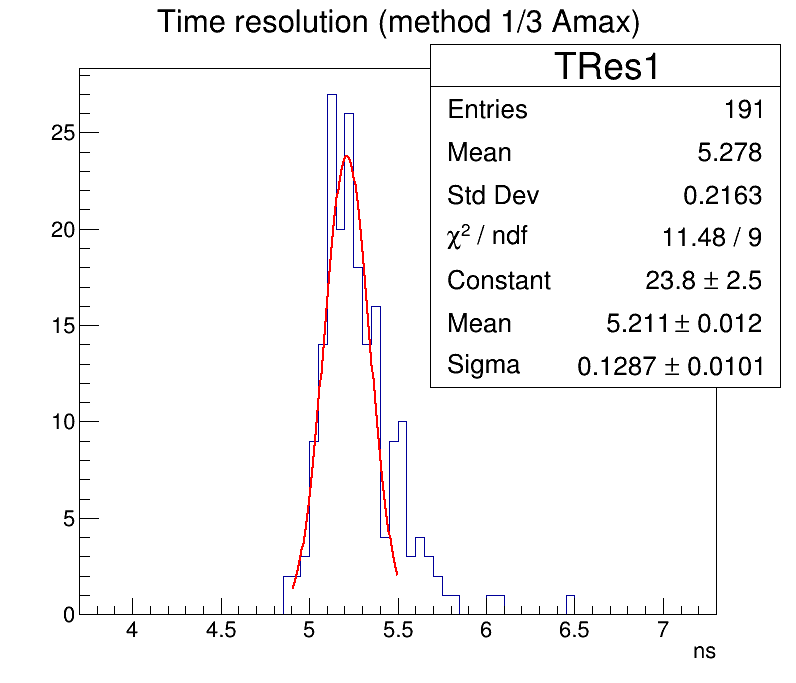 Time resolution (method 1/3 Amax)
TRes1
Entries 191
Mean 5.278
Std Dev 0.2163
χ² / ndf 11.48 / 9
Constant 23.8 ± 2.5
Mean 5.211 ± 0.012
Sigma 0.1287 ± 0.0101
25
20
15
10
5
0
4 4.5 5 5.5 6 6.5 7
ns